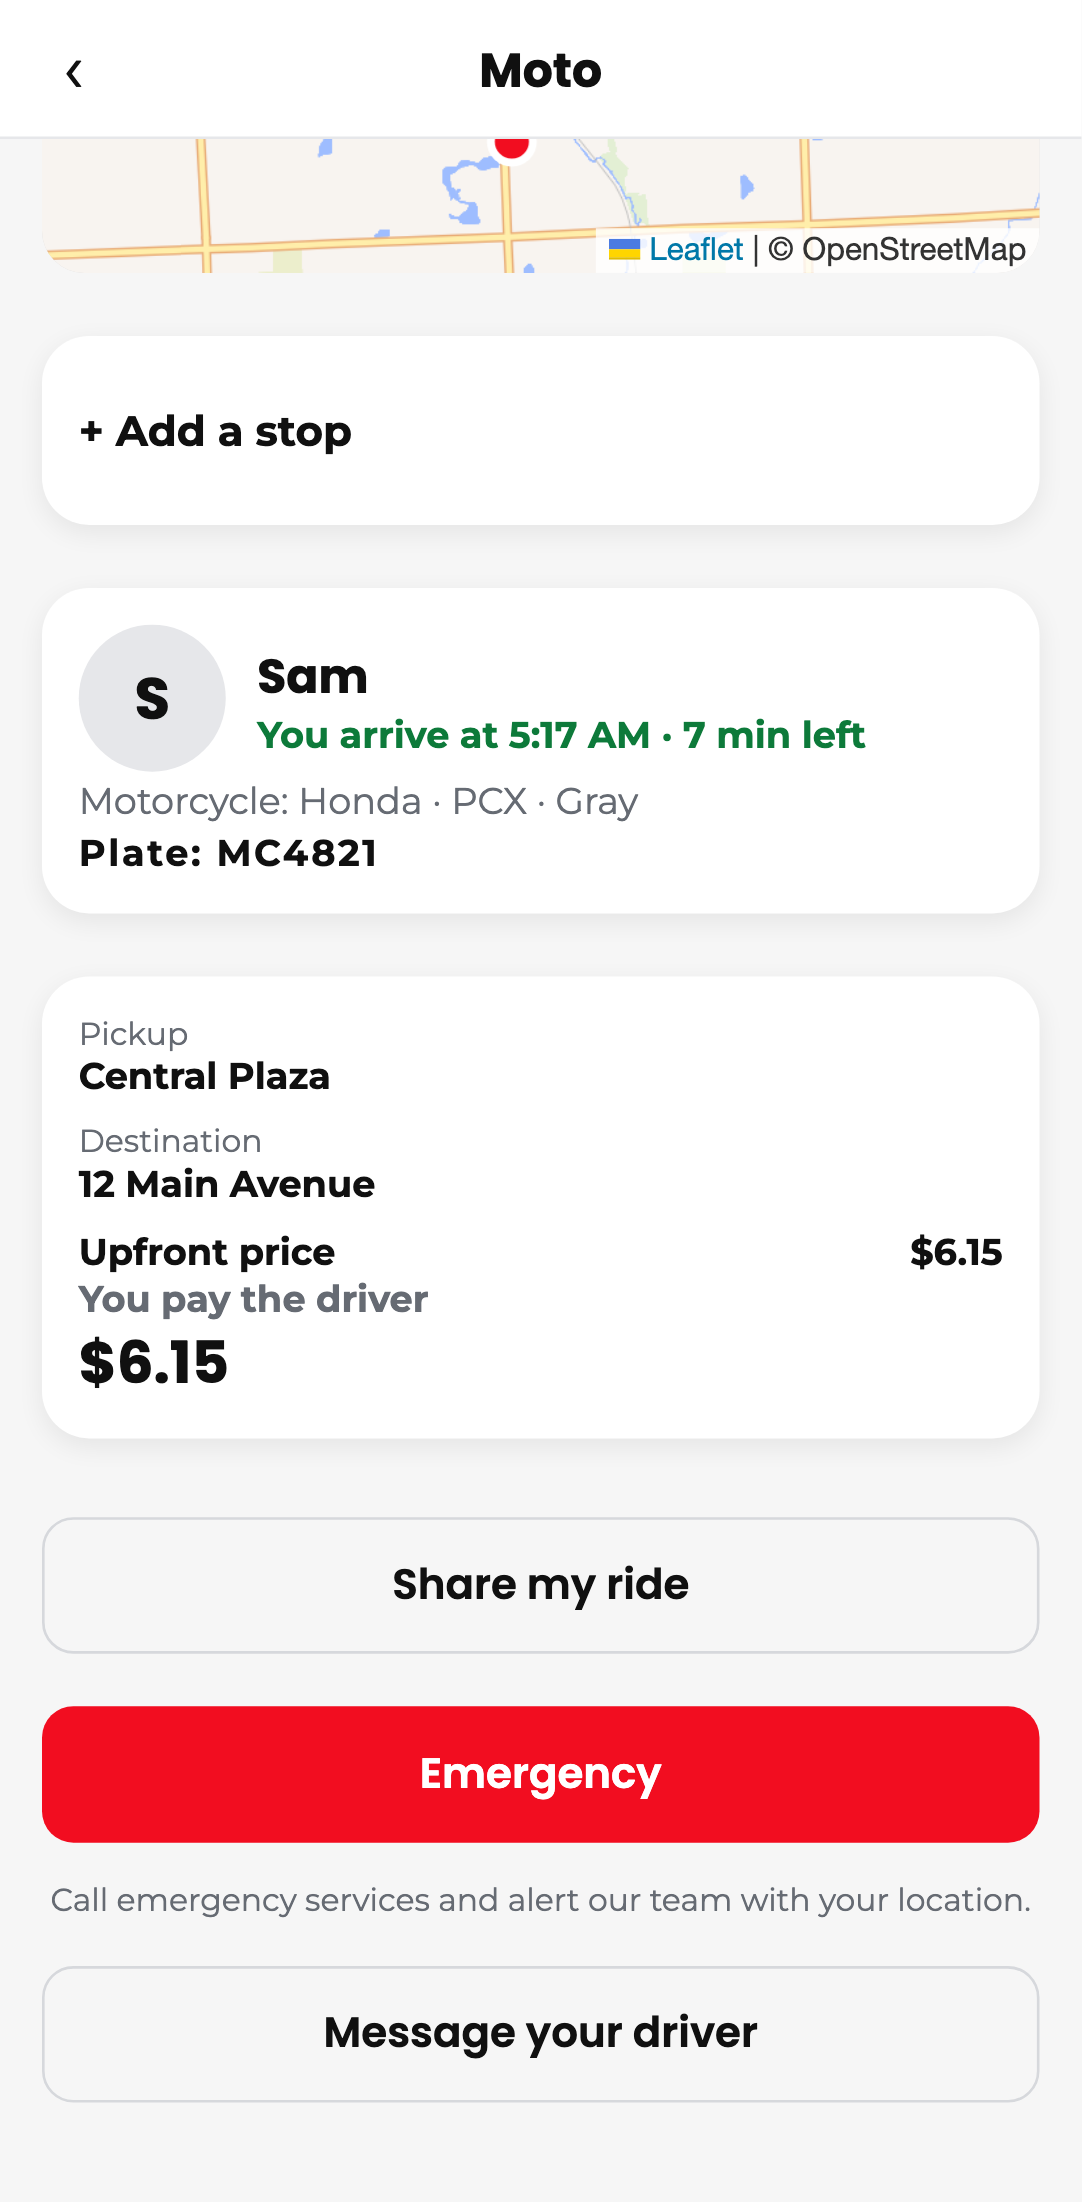 ‹
Moto
Leaflet | © OpenStreetMap
+ Add a stop
S
Sam
You arrive at 5:17 AM · 7 min left
Motorcycle: Honda · PCX · Gray
Plate: MC4821
Pickup
Central Plaza
Destination
12 Main Avenue
Upfront price $6.15
You pay the driver
$6.15
Share my ride
Emergency
Call emergency services and alert our team with your location.
Message your driver